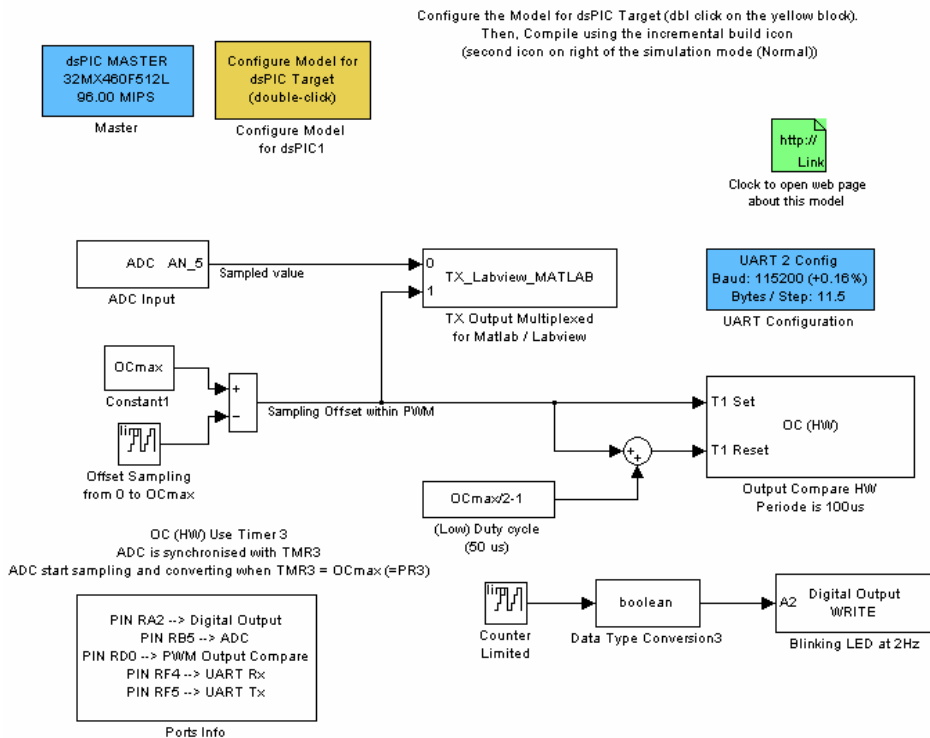 Configure the Model for dsPIC Target (dbl click on the yellow block).
Then, Compile using the incremental build icon
(second icon on right of the simulation mode (Normal))
dsPIC MASTER
32MX460F512L
96.00 MIPS
Master
Configure Model for
dsPIC Target
(double-click)
Configure Model
for dsPIC1
http://
Link
Clock to open web page
about this model
ADC AN_5
ADC Input
Sampled value
0
1
TX_Labview_MATLAB
TX Output Multiplexed
for Matlab / Labview
UART 2 Config
Baud: 115200 (+0.16%)
Bytes / Step: 11.5
UART Configuration
OCmax
Constant1
+
−
lim
Offset Sampling
from 0 to OCmax
Sampling Offset within PWM
+
+
OCmax/2-1
(Low) Duty cycle
(50 us)
T1 Set
OC (HW)
T1 Reset
Output Compare HW
Periode is 100us
OC (HW) Use Timer 3
ADC is synchronised with TMR3
ADC start sampling and converting when TMR3 = OCmax (=PR3)
PIN RA2 --> Digital Output
PIN RB5 --> ADC
PIN RD0 --> PWM Output Compare
PIN RF4 --> UART Rx
PIN RF5 --> UART Tx
Ports Info
lim
Counter
Limited
boolean
Data Type Conversion3
A2
Digital Output
WRITE
Blinking LED at 2Hz